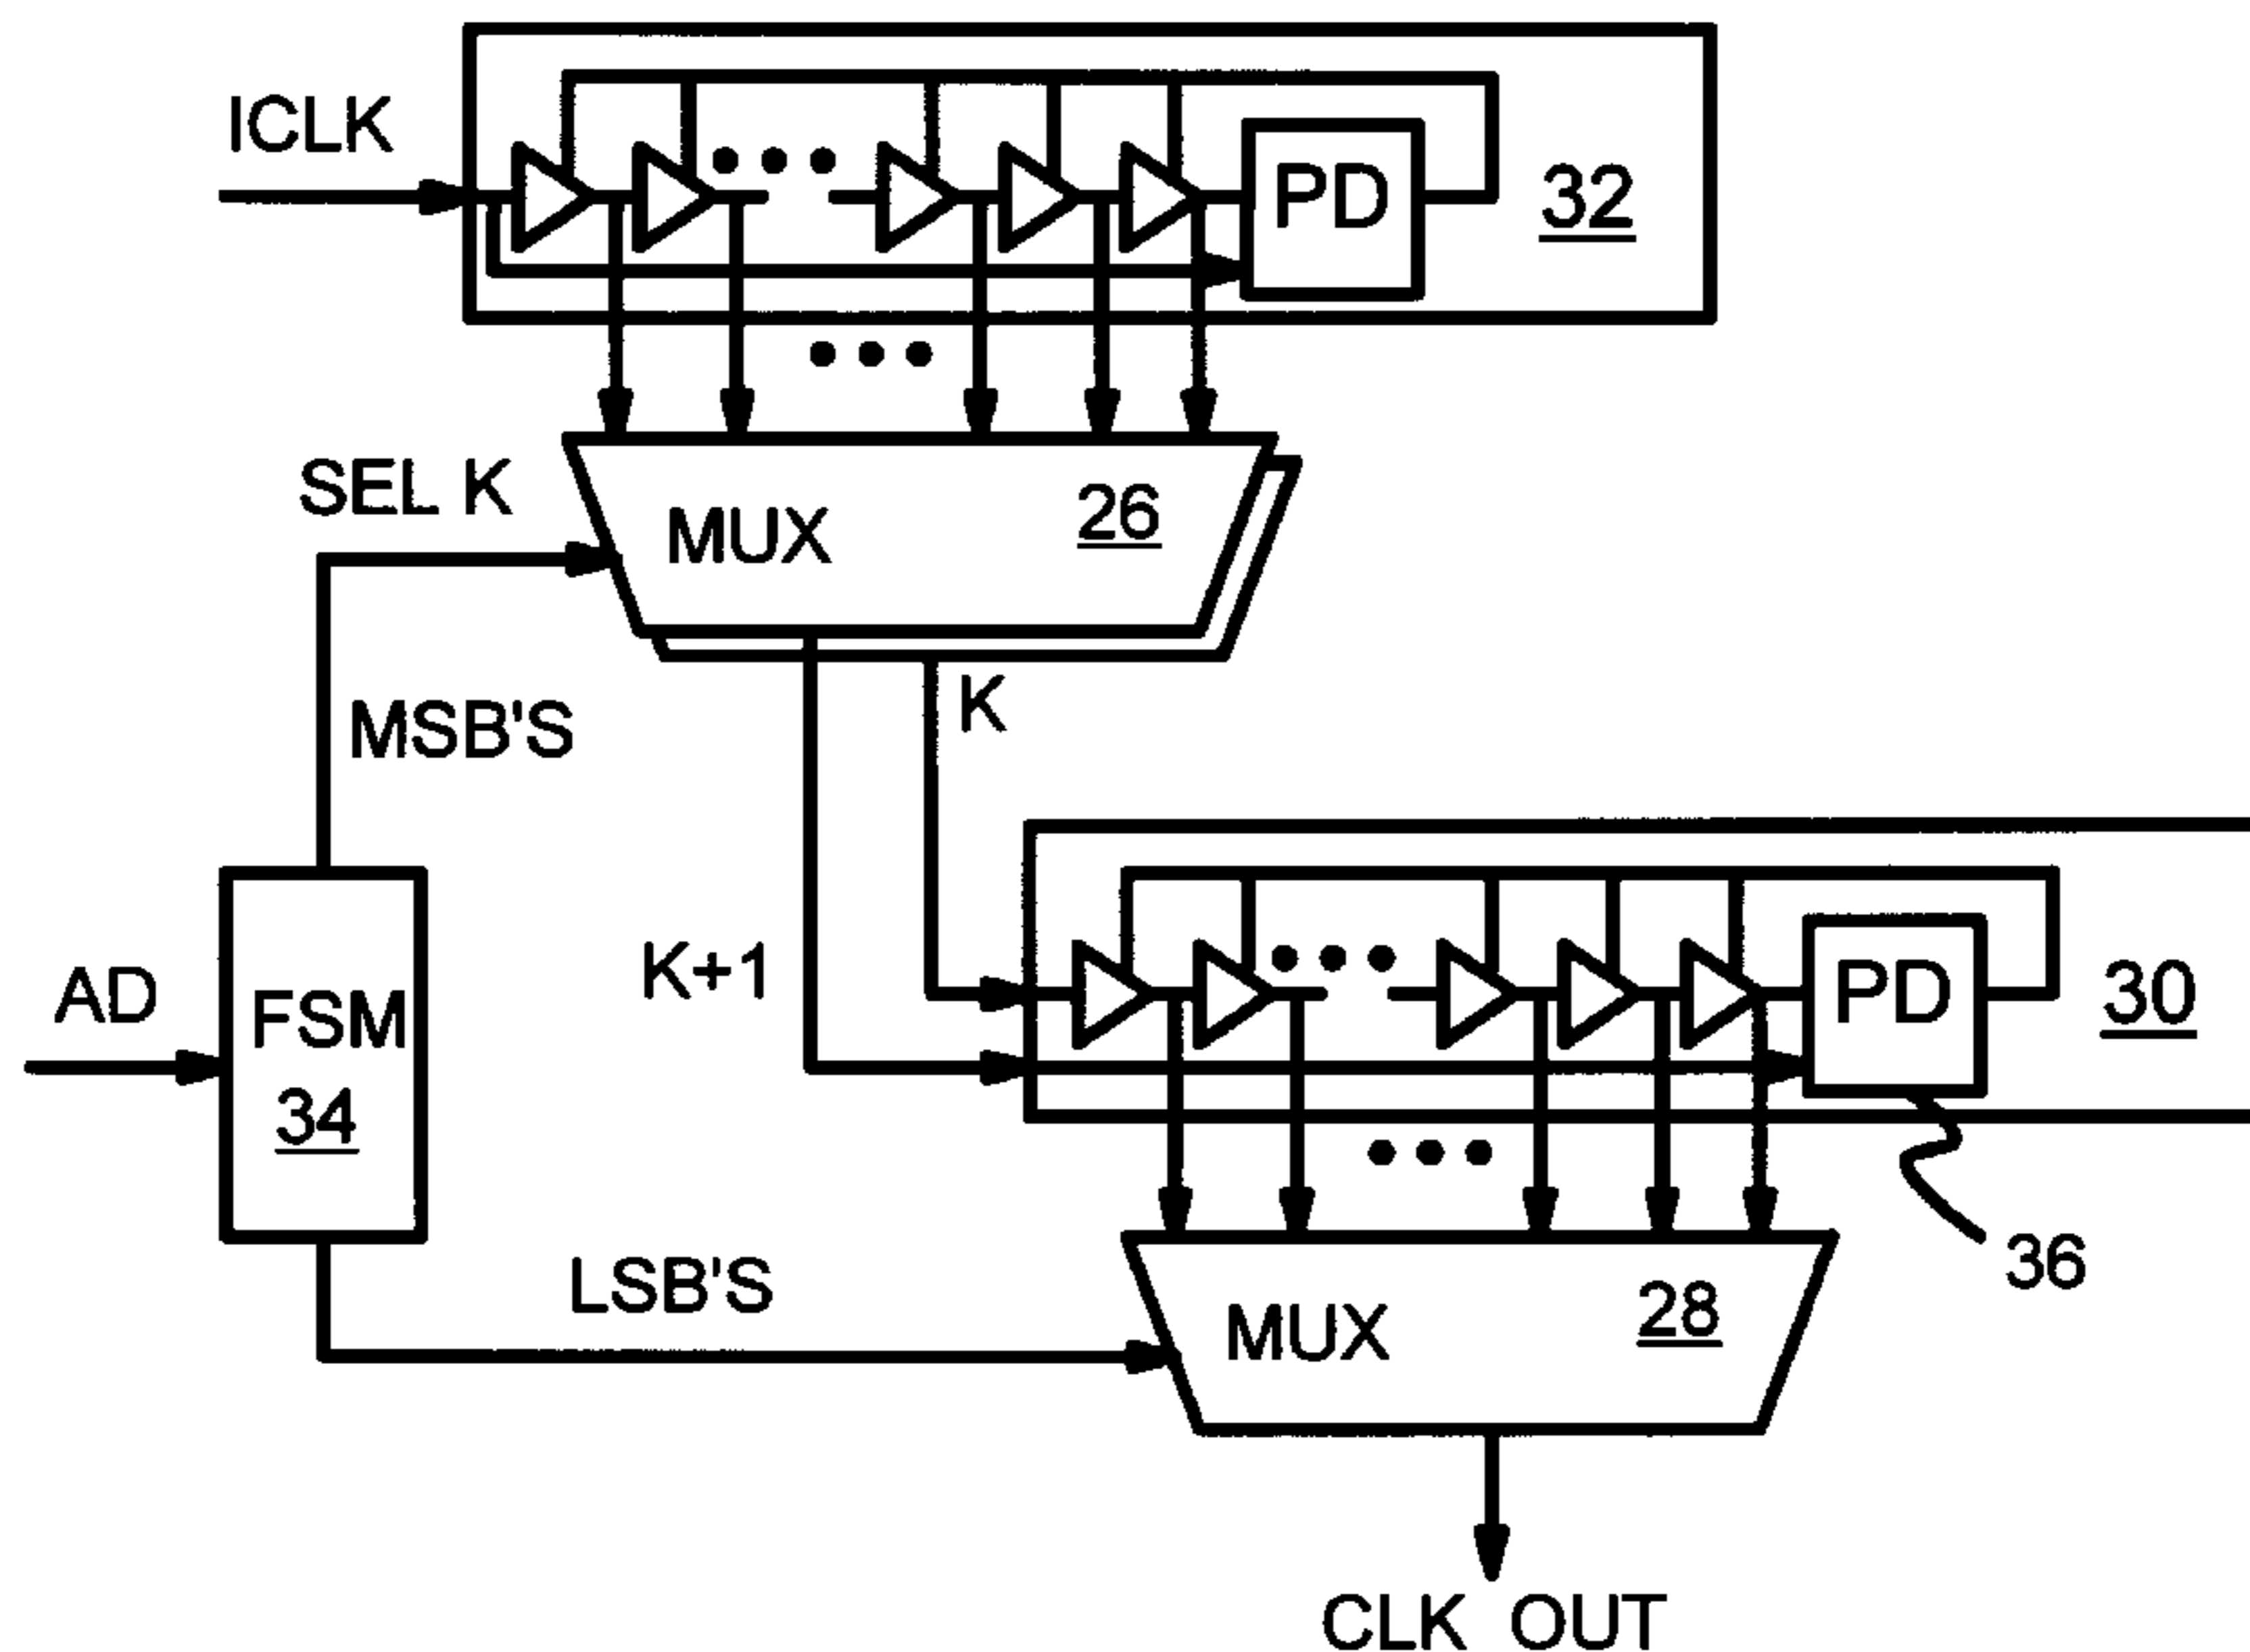 ICLK
PD
32
SEL K
MUX
26
K
MSB'S
K+1
AD
FSM
34
PD
30
36
LSB'S
MUX
28
CLK OUT